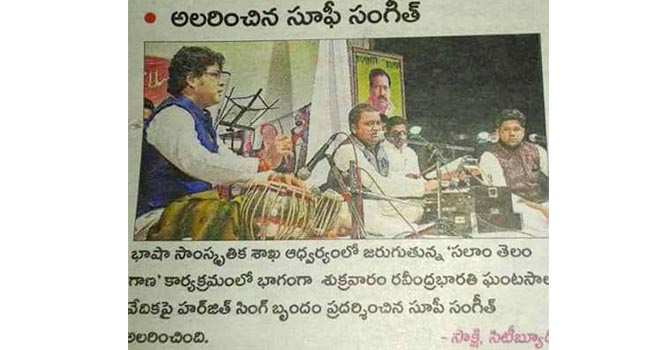 • అలరించిన సూఫీ సంగీత్
భాషా సాంస్కృతిక శాఖ ఆధ్వర్యంలో జరుగుతున్న 'సలాం తెలం
గాణ' కార్యక్రమంలో భాగంగా శుక్రవారం రవీంద్రభారతి ఘంటసాల
వేదికపై హర్‌జిత్ సింగ్ బృందం ప్రదర్శించిన సూపీ సంగీత్
అలరించింది. - సాక్షి, సిటీబ్యూరో